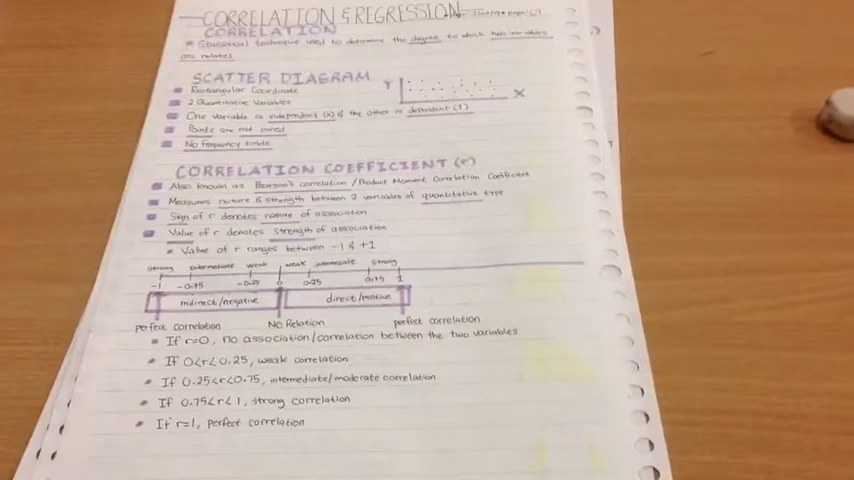 CORRELATION & REGRESSION
CORRELATION
Statistical technique used to determine the degree to which two variables
are related
SCATTER DIAGRAM
Rectangular Coordinate
Y
X
2 Quantitative Variables
One variable is independent (X) & the other is dependent (Y)
Points are not joined
No frequency table
CORRELATION COEFFICIENT (r)
Also known as Pearson's correlation / Product Moment Correlation Coefficient
Measures nature & strength between 2 variables of quantitative type
Sign of r denotes nature of association
Value of r denotes strength of association
Value of r ranges between -1 & +1
strong intermediate weak weak intermediate strong
-1 -0.75 -0.25 0 0.25 0.75 1
indirect/negative direct/positive
perfect correlation NO Relation perfect correlation
If r=0, no association/correlation between the two variables
If 0<r<0.25, weak correlation
If 0.25<r<0.75, intermediate/moderate correlation
If 0.75<r<1, strong correlation
If r=1, perfect correlation